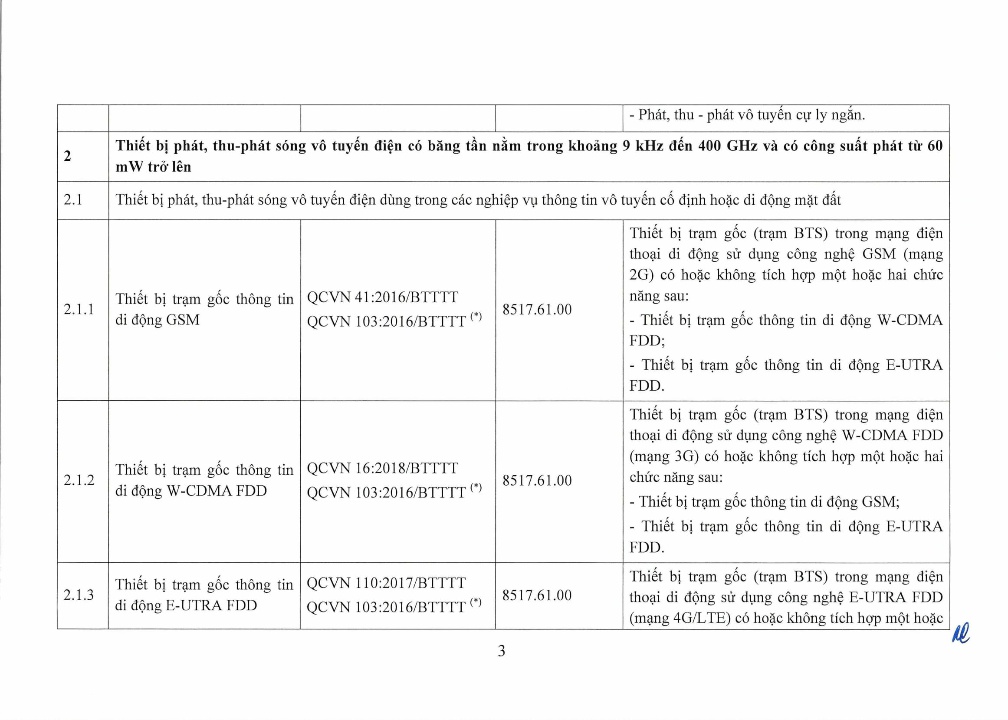 - Phát, thu - phát vô tuyến cự ly ngắn.
2
Thiết bị phát, thu-phát sóng vô tuyến điện có băng tần nằm trong khoảng 9 kHz đến 400 GHz và có công suất phát từ 60
mW trở lên
2.1
Thiết bị phát, thu-phát sóng vô tuyến điện dùng trong các nghiệp vụ thông tin vô tuyến cố định hoặc di động mặt đất
2.1.1
Thiết bị trạm gốc thông tin
di động GSM
QCVN 41:2016/BTTTT
QCVN 103:2016/BTTTT (*)
8517.61.00
Thiết bị trạm gốc (trạm BTS) trong mạng điện
thoại di động sử dụng công nghệ GSM (mạng
2G) có hoặc không tích hợp một hoặc hai chức
năng sau:
- Thiết bị trạm gốc thông tin di động W-CDMA
FDD;
- Thiết bị trạm gốc thông tin di động E-UTRA
FDD.
2.1.2
Thiết bị trạm gốc thông tin
di động W-CDMA FDD
QCVN 16:2018/BTTTT
QCVN 103:2016/BTTTT (*)
8517.61.00
Thiết bị trạm gốc (trạm BTS) trong mạng điện
thoại di động sử dụng công nghệ W-CDMA FDD
(mạng 3G) có hoặc không tích hợp một hoặc hai
chức năng sau:
- Thiết bị trạm gốc thông tin di động GSM;
- Thiết bị trạm gốc thông tin di động E-UTRA
FDD.
2.1.3
Thiết bị trạm gốc thông tin
di động E-UTRA FDD
QCVN 110:2017/BTTTT
QCVN 103:2016/BTTTT (*)
8517.61.00
Thiết bị trạm gốc (trạm BTS) trong mạng điện
thoại di động sử dụng công nghệ E-UTRA FDD
(mạng 4G/LTE) có hoặc không tích hợp một hoặc
3